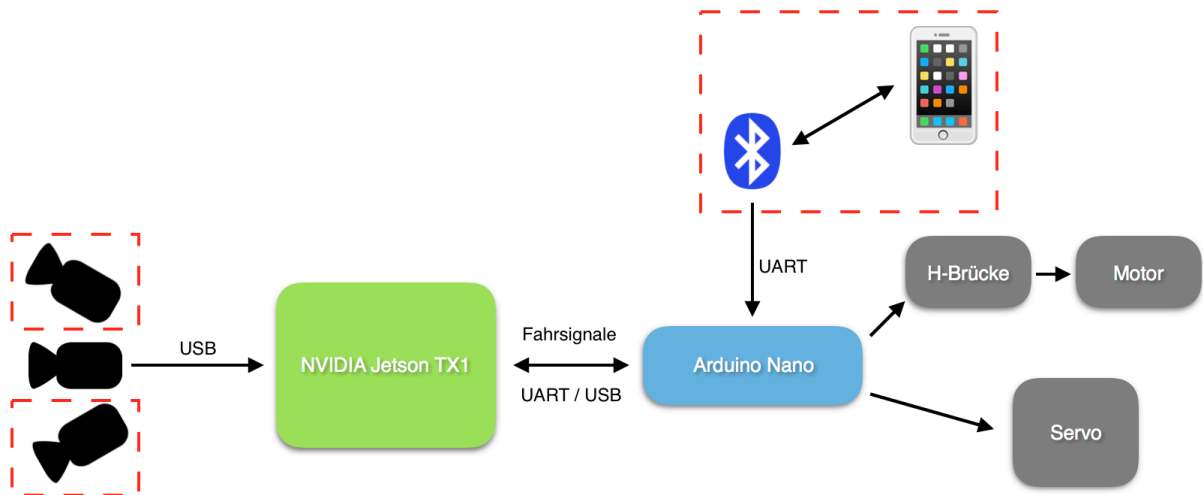 UART
H-Brücke
Motor
USB
NVIDIA Jetson TX1
Fahrsignale
UART / USB
Arduino Nano
Servo